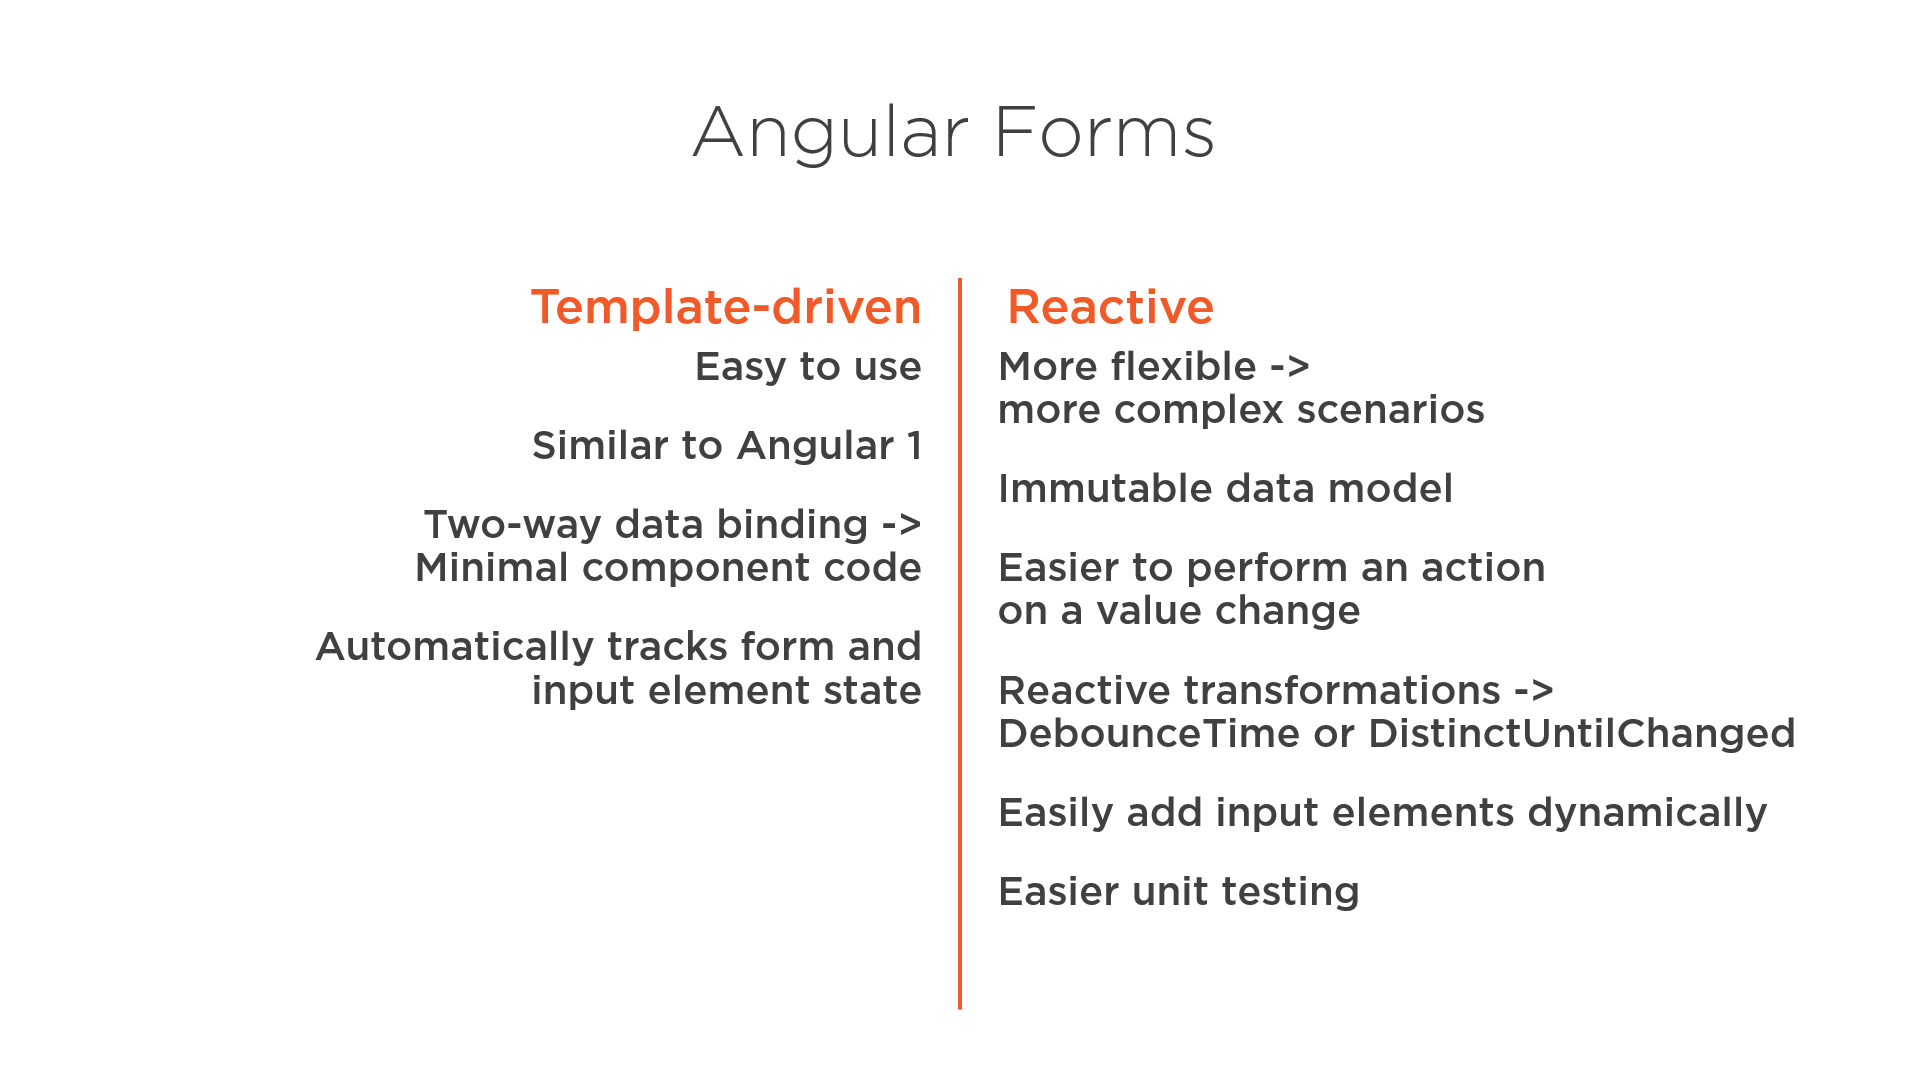 Angular Forms
Template-driven
Easy to use
Similar to Angular 1
Two-way data binding ->
Minimal component code
Automatically tracks form and
input element state
Reactive
More flexible ->
more complex scenarios
Immutable data model
Easier to perform an action
on a value change
Reactive transformations ->
DebounceTime or DistinctUntilChanged
Easily add input elements dynamically
Easier unit testing